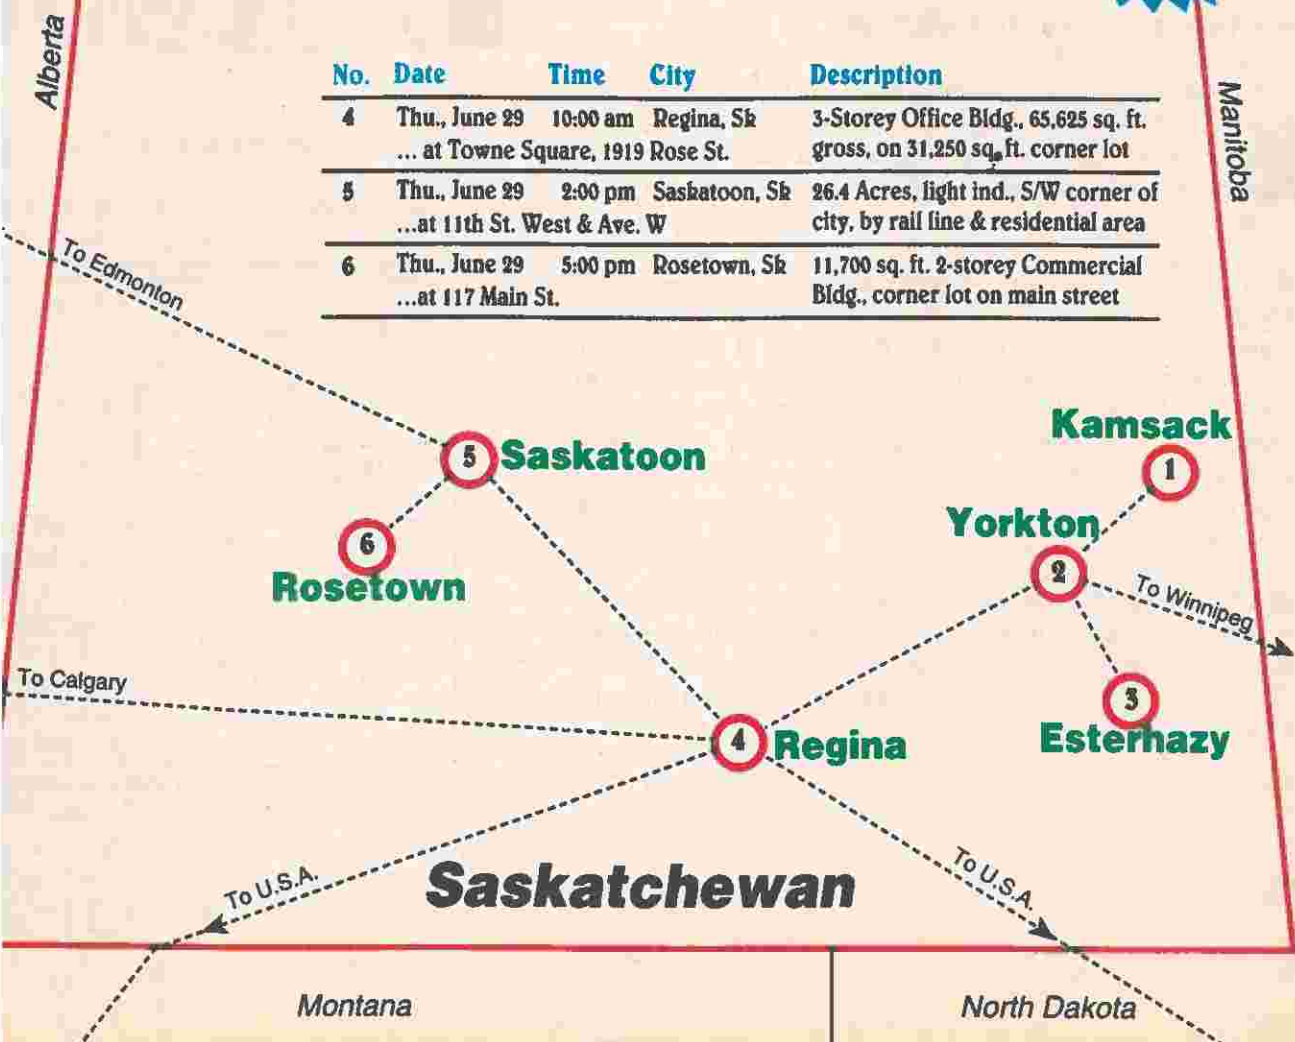 Alberta
Manitoba
No. Date Time City Description
4 Thu., June 29 10:00 am Regina, Sk 3-Storey Office Bldg., 65,625 sq. ft.
... at Towne Square, 1919 Rose St. gross, on 31,250 sq. ft. corner lot
5 Thu., June 29 2:00 pm Saskatoon, Sk 26.4 Acres, light ind., S/W corner of
...at 11th St. West & Ave. W city, by rail line & residential area
6 Thu., June 29 5:00 pm Rosetown, Sk 11,700 sq. ft. 2-storey Commercial
...at 117 Main St. Bldg., corner lot on main street
To Edmonton
Kamsack
1
5 Saskatoon
Yorkton
2
6
Rosetown
To Winnipeg
To Calgary
3
Esterhazy
4 Regina
To U.S.A.
Saskatchewan
To U.S.A.
Montana
North Dakota